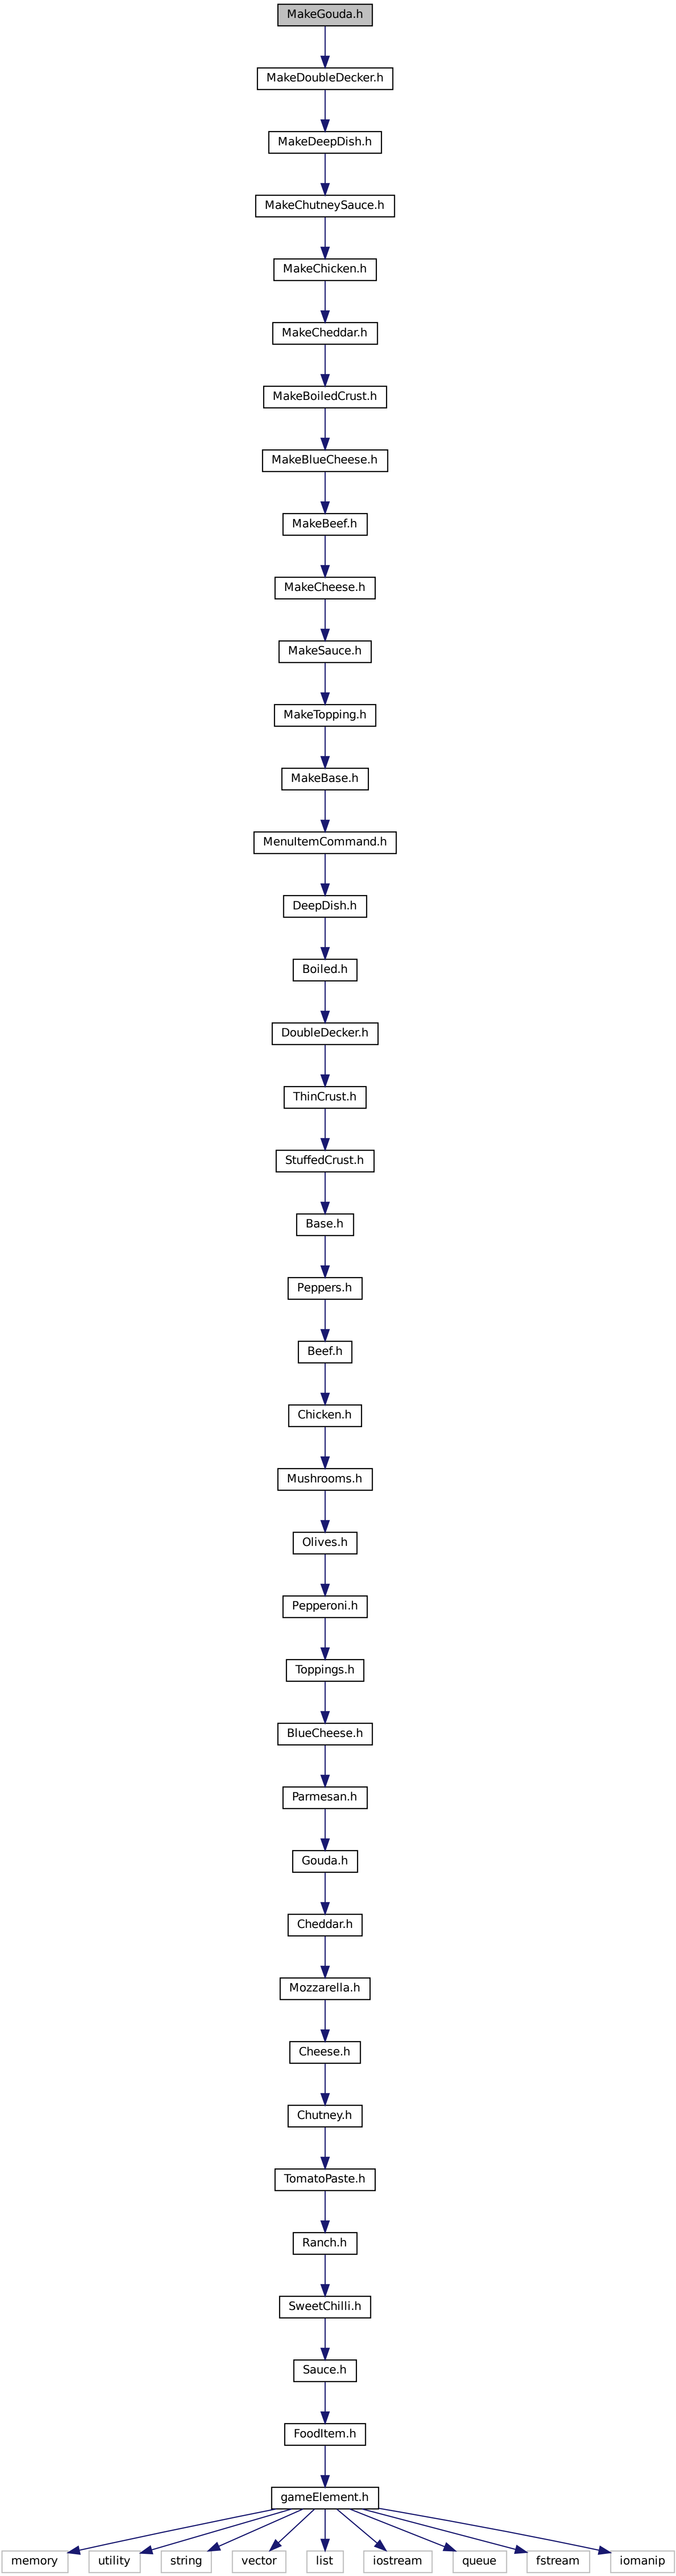 MakeGouda.h
MakeDoubleDecker.h
MakeDeepDish.h
MakeChutneySauce.h
MakeChicken.h
MakeCheddar.h
MakeBoiledCrust.h
MakeBlueCheese.h
MakeBeef.h
MakeCheese.h
MakeSauce.h
MakeTopping.h
MakeBase.h
MenuItemCommand.h
DeepDish.h
Boiled.h
DoubleDecker.h
ThinCrust.h
StuffedCrust.h
Base.h
Peppers.h
Beef.h
Chicken.h
Mushrooms.h
Olives.h
Pepperoni.h
Toppings.h
BlueCheese.h
Parmesan.h
Gouda.h
Cheddar.h
Mozzarella.h
Cheese.h
Chutney.h
TomatoPaste.h
Ranch.h
SweetChilli.h
Sauce.h
FoodItem.h
gameElement.h
memory utility string vector list iostream queue fstream iomanip